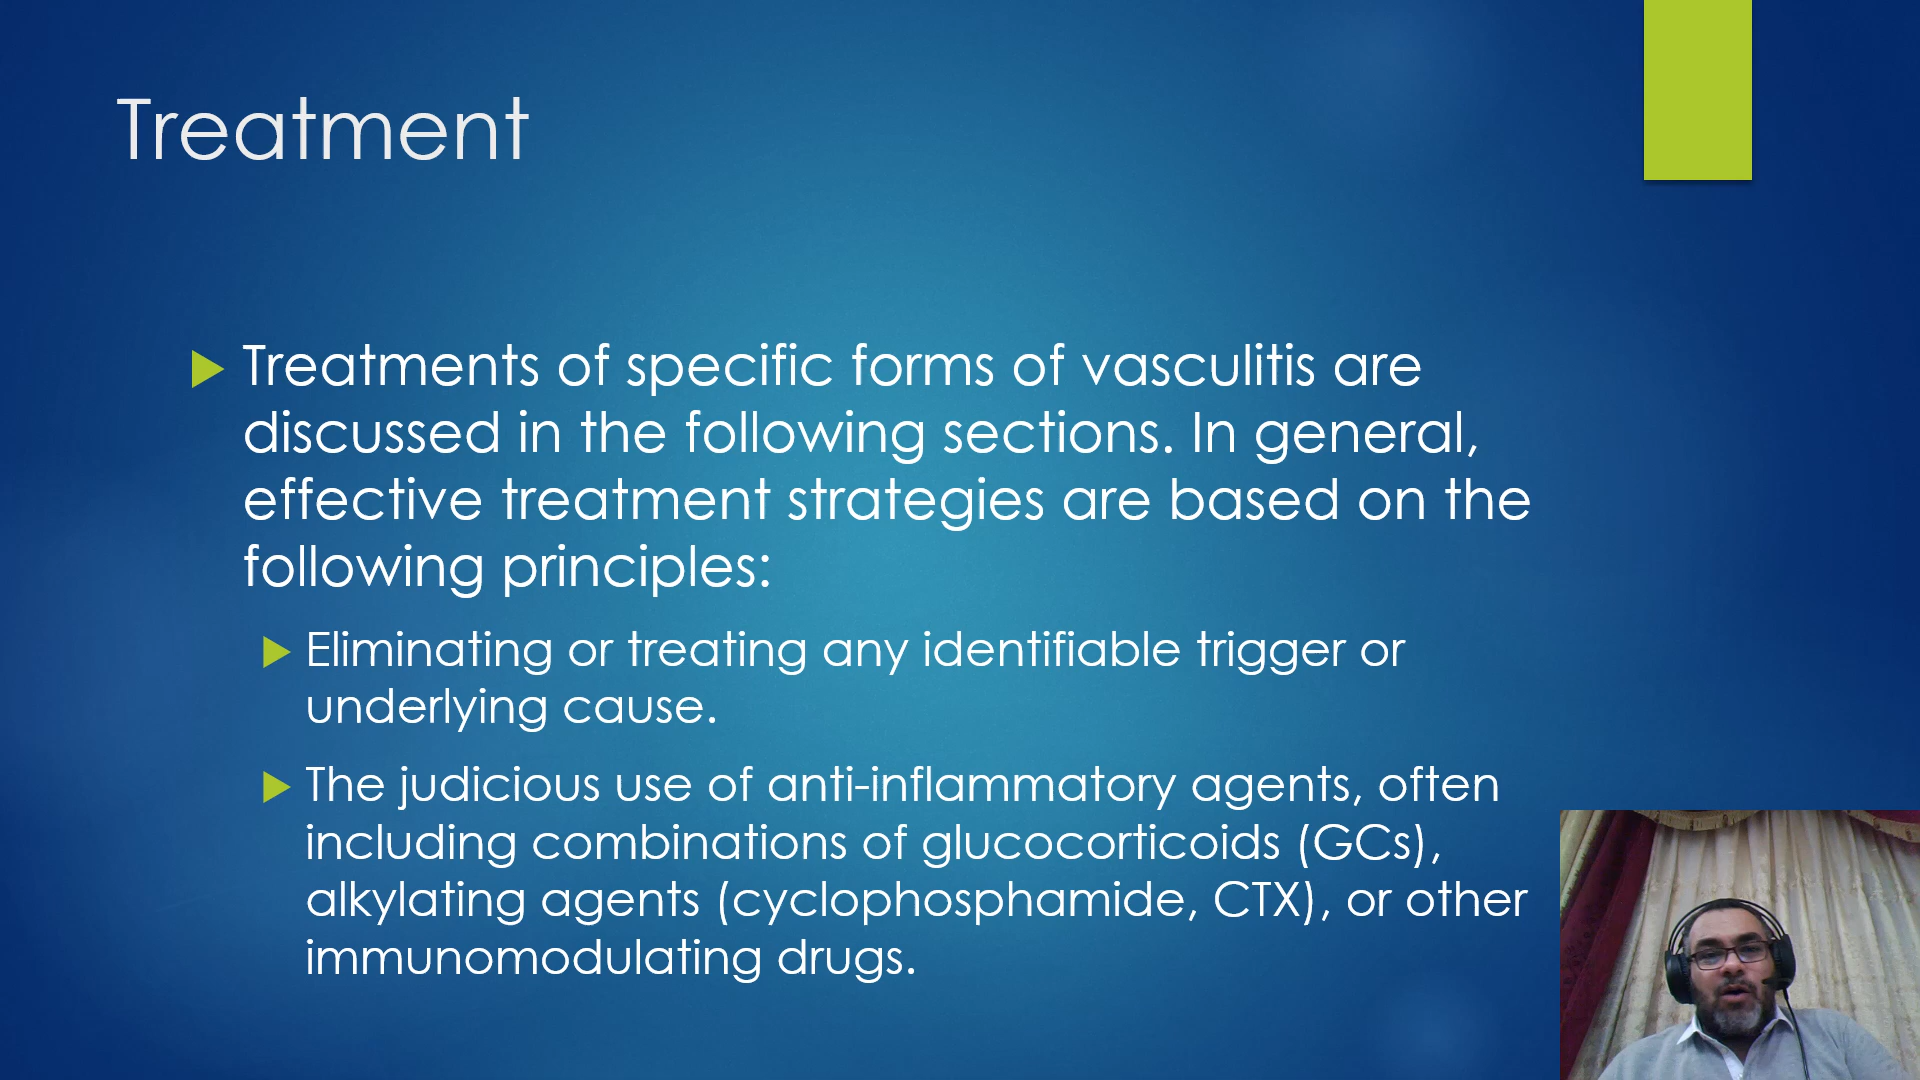 Treatment
Treatments of specific forms of vasculitis are
discussed in the following sections. In general,
effective treatment strategies are based on the
following principles:
Eliminating or treating any identifiable trigger or
underlying cause.
The judicious use of anti-inflammatory agents, often
including combinations of glucocorticoids (GCs),
alkylating agents (cyclophosphamide, CTX), or other
immunomodulating drugs.